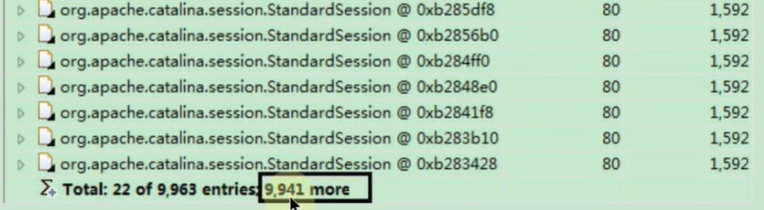 org.apache.catalina.session.StandardSession @ 0xb285df8 80 1,592
org.apache.catalina.session.StandardSession @ 0xb2856b0 80 1,592
org.apache.catalina.session.StandardSession @ 0xb284ff0 80 1,592
org.apache.catalina.session.StandardSession @ 0xb2848e0 80 1,592
org.apache.catalina.session.StandardSession @ 0xb2841f8 80 1,592
org.apache.catalina.session.StandardSession @ 0xb283b10 80 1,592
org.apache.catalina.session.StandardSession @ 0xb283428 80 1,592
Total: 22 of 9,963 entries; 9,941 more